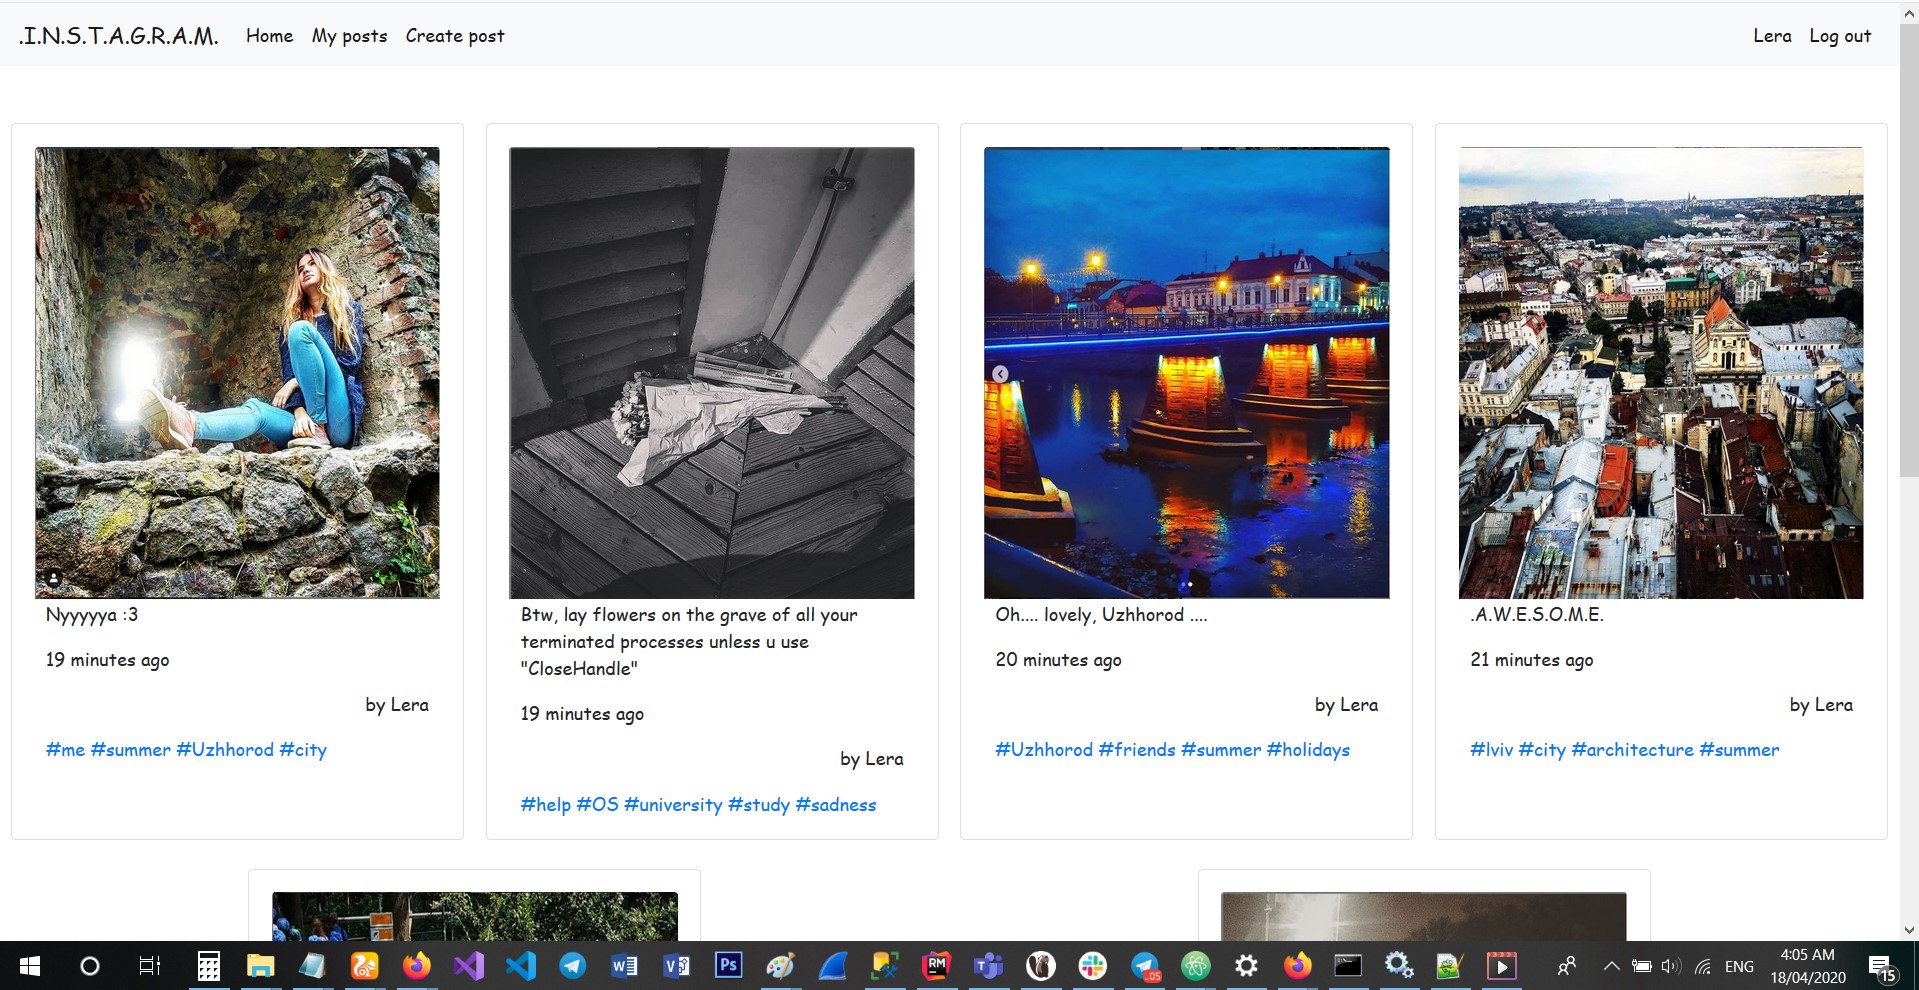 .I.N.S.T.A.G.R.A.M. Home My posts Create post Lera Log out
Nyyyyya :3
19 minutes ago
by Lera
#me #summer #Uzhhorod #city
Btw, lay flowers on the grave of all your
terminated processes unless u use
"CloseHandle"
19 minutes ago
by Lera
#help #OS #university #study #sadness
Oh.... lovely, Uzhhorod ....
20 minutes ago
by Lera
#Uzhhorod #friends #summer #holidays
.A.W.E.S.O.M.E.
21 minutes ago
by Lera
#lviv #city #architecture #summer
W V Ps RM T .05 ENG 4:05 AM
18/04/2020 15